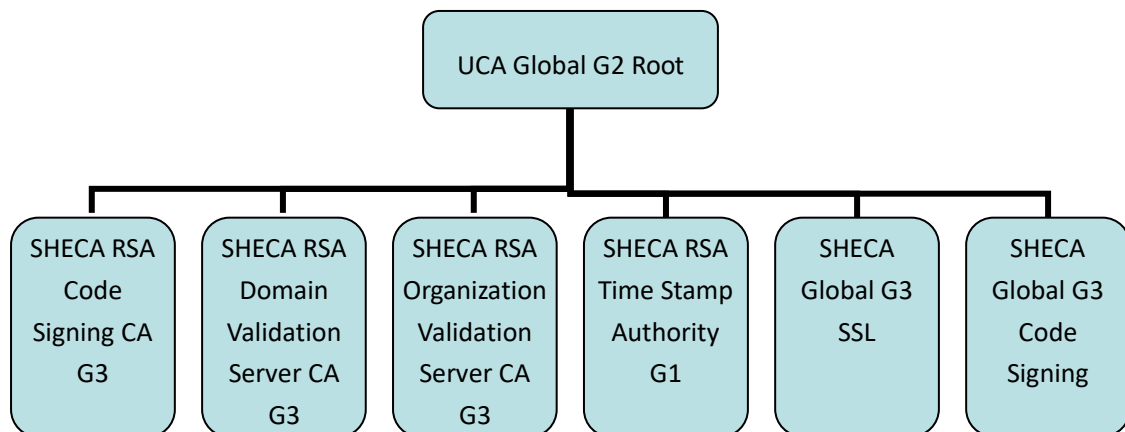 UCA Global G2 Root
SHECA RSA
Code
Signing CA
G3
SHECA RSA
Domain
Validation
Server CA
G3
SHECA RSA
Organization
Validation
Server CA
G3
SHECA RSA
Time Stamp
Authority
G1
SHECA
Global G3
SSL
SHECA
Global G3
Code
Signing